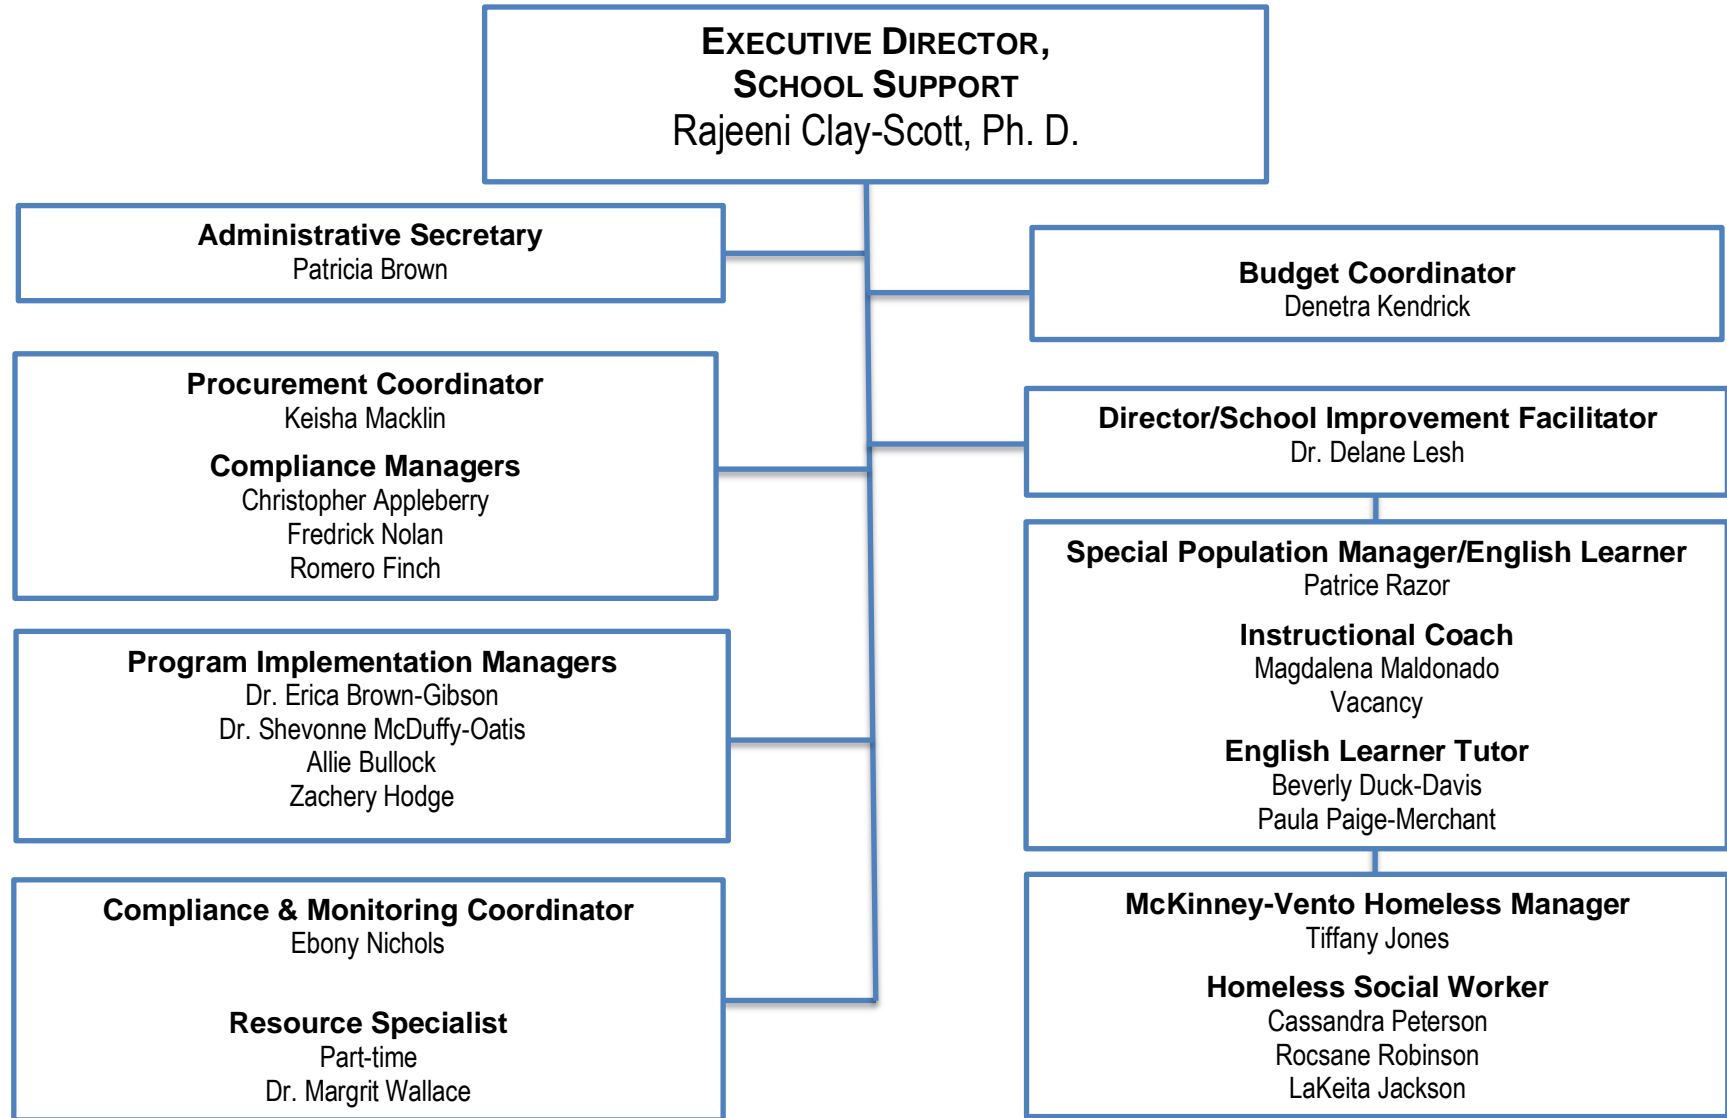 EXECUTIVE DIRECTOR,
SCHOOL SUPPORT
Rajeeni Clay-Scott, Ph. D.
Administrative Secretary
Patricia Brown
Budget Coordinator
Denetra Kendrick
Procurement Coordinator
Keisha Macklin
Compliance Managers
Christopher Appleberry
Fredrick Nolan
Romero Finch
Director/School Improvement Facilitator
Dr. Delane Lesh
Special Population Manager/English Learner
Patrice Razor
Instructional Coach
Magdalena Maldonado
Vacancy
English Learner Tutor
Beverly Duck-Davis
Paula Paige-Merchant
Program Implementation Managers
Dr. Erica Brown-Gibson
Dr. Shevonne McDuffy-Oatis
Allie Bullock
Zachery Hodge
Compliance & Monitoring Coordinator
Ebony Nichols
Resource Specialist
Part-time
Dr. Margrit Wallace
McKinney-Vento Homeless Manager
Tiffany Jones
Homeless Social Worker
Cassandra Peterson
Rocsane Robinson
LaKeita Jackson